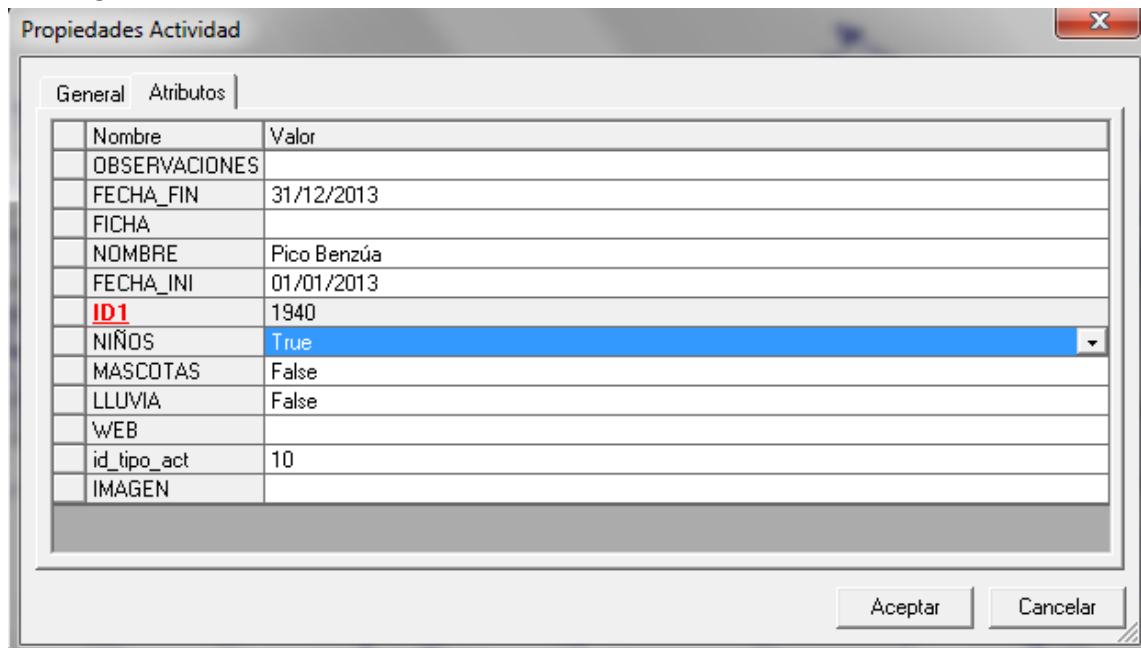 Propiedades Actividad
General Atributos
Nombre Valor
OBSERVACIONES
FECHA_FIN 31/12/2013
FICHA
NOMBRE Pico Benzúa
FECHA_INI 01/01/2013
ID1 1940
NIÑOS True
MASCOTAS False
LLUVIA False
WEB
id_tipo_act 10
IMAGEN
Aceptar Cancelar